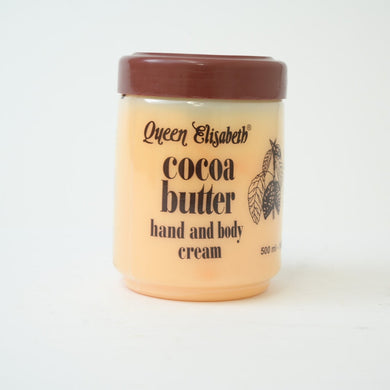 Queen Elisabeth®
cocoa
butter
hand and body
cream
500 ml